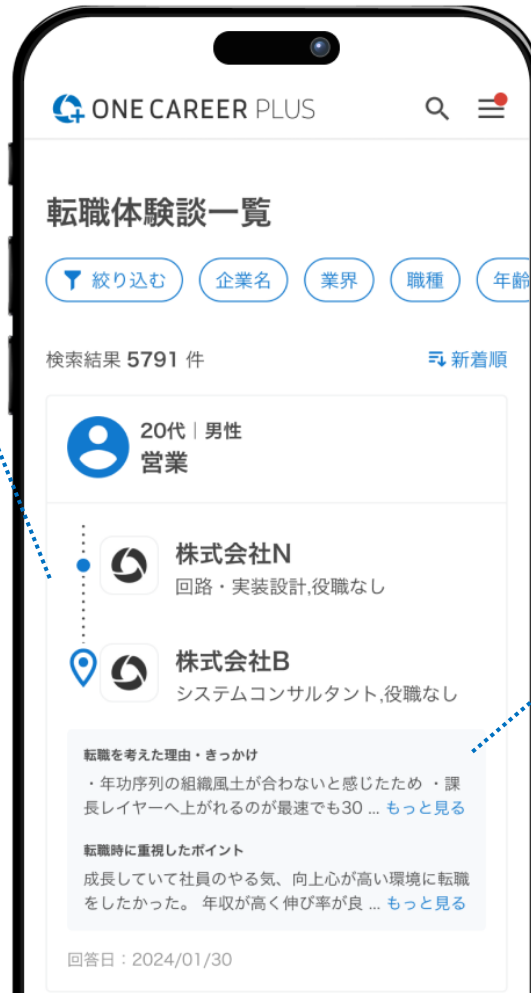 ONE CAREER PLUS
転職体験談一覧
絞り込む 企業名 業界 職種 年齢
検索結果 5791 件 新着順
20代｜男性
営業
株式会社N
回路・実装設計,役職なし
株式会社B
システムコンサルタント,役職なし
転職を考えた理由・きっかけ
・年功序列の組織風土が合わないと感じたため ・課
長レイヤーへ上がれるのが最速でも30 ... もっと見る
転職時に重視したポイント
成長していて社員のやる気、向上心が高い環境に転職
をしたかった。 年収が高く伸び率が良 ... もっと見る
回答日：2024/01/30